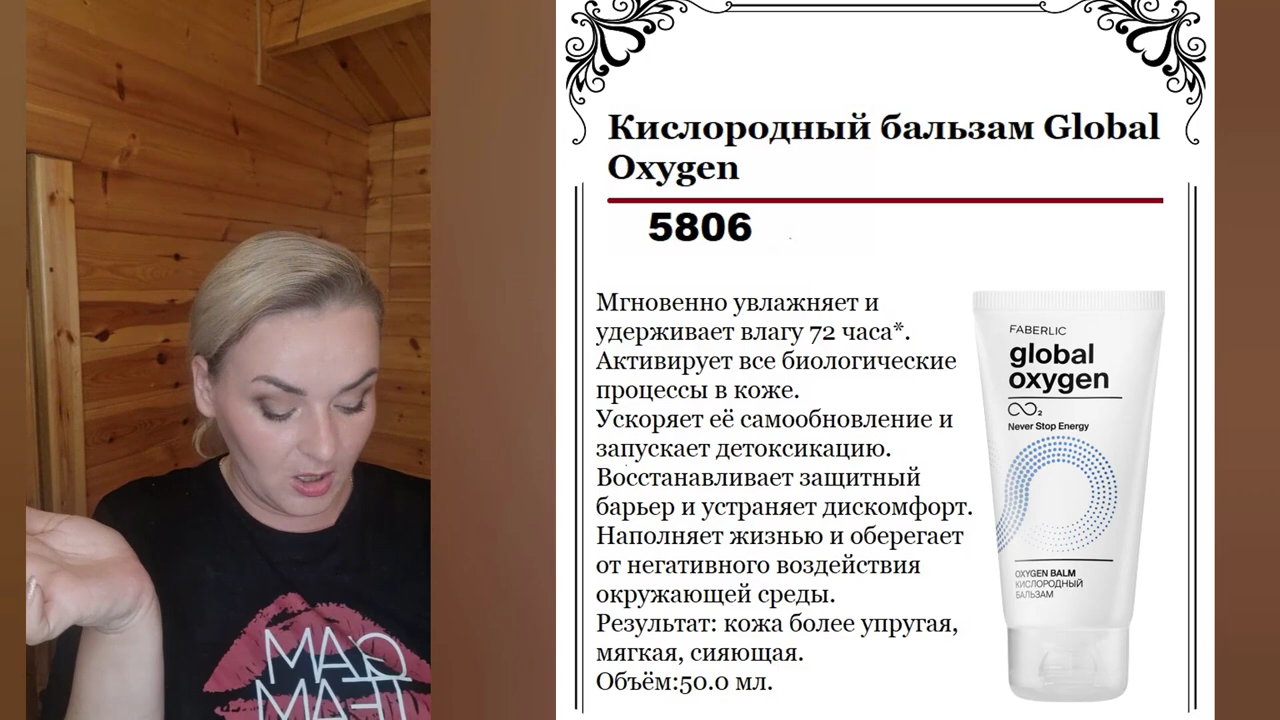 Кислородный бальзам Global
Oxygen
5806
Мгновенно увлажняет и
удерживает влагу 72 часа*.
Активирует все биологические
процессы в коже.
Ускоряет её самообновление и
запускает детоксикацию.
Восстанавливает защитный
барьер и устраняет дискомфорт.
Наполняет жизнью и оберегает
от негативного воздействия
окружающей среды.
Результат: кожа более упругая,
мягкая, сияющая.
Объём:50.0 мл.
FABERLIC
global
oxygen
Never Stop Energy
OXYGEN BALM
КИСЛОРОДНЫЙ
БАЛЬЗАМ